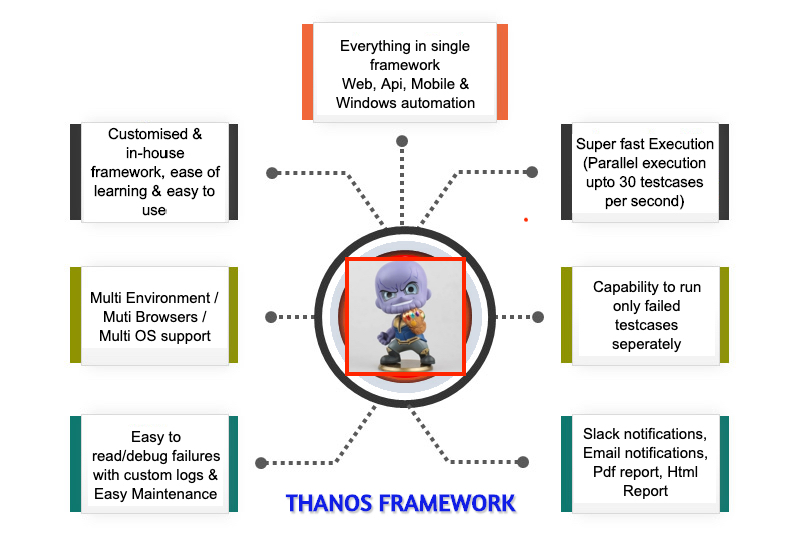 Everything in single
framework
Web, Api, Mobile &
Windows automation
Customised &
in-house
framework, ease of
learning & easy to
use
Super fast Execution
(Parallel execution
upto 30 testcases
per second)
Multi Environment /
Muti Browsers /
Multi OS support
Capability to run
only failed
testcases
seperately
Easy to
read/debug failures
with custom logs &
Easy Maintenance
Slack notifications,
Email notifications,
Pdf report, Html
Report
THANOS FRAMEWORK